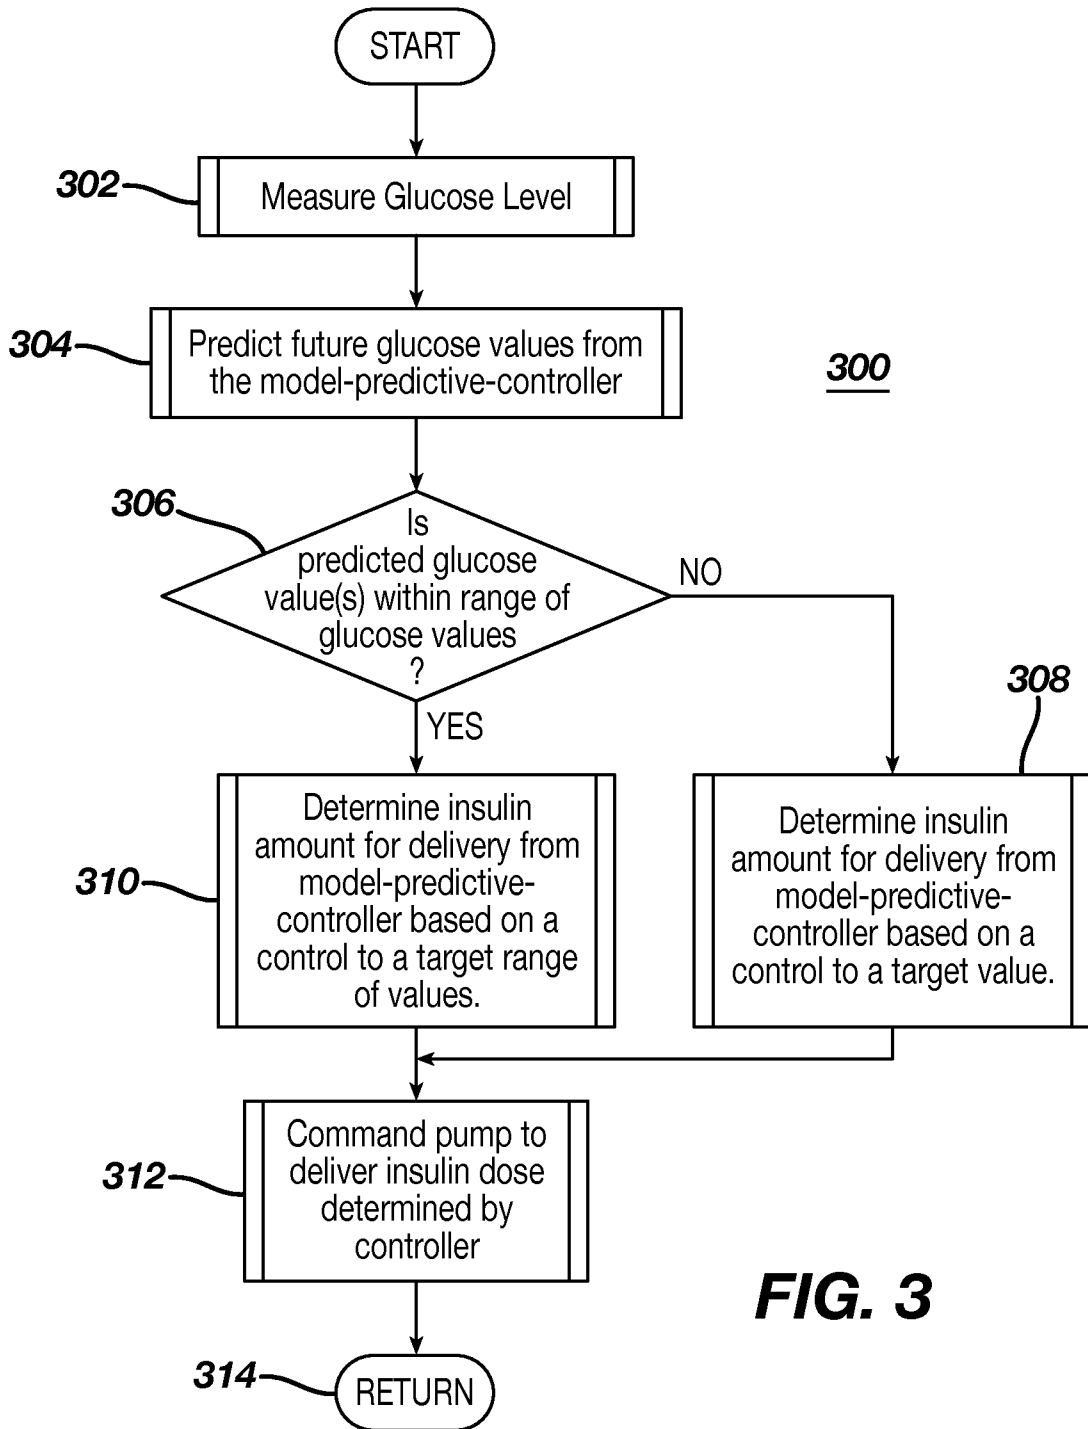 START
302
Measure Glucose Level
304
Predict future glucose values from
the model-predictive-controller
300
306
Is
predicted glucose
value(s) within range of
glucose values
?
NO
YES
308
310
Determine insulin
amount for delivery from
model-predictive-
controller based on a
control to a target range
of values.
Determine insulin
amount for delivery from
model-predictive-
controller based on a
control to a target value.
312
Command pump to
deliver insulin dose
determined by
controller
FIG. 3
314
RETURN